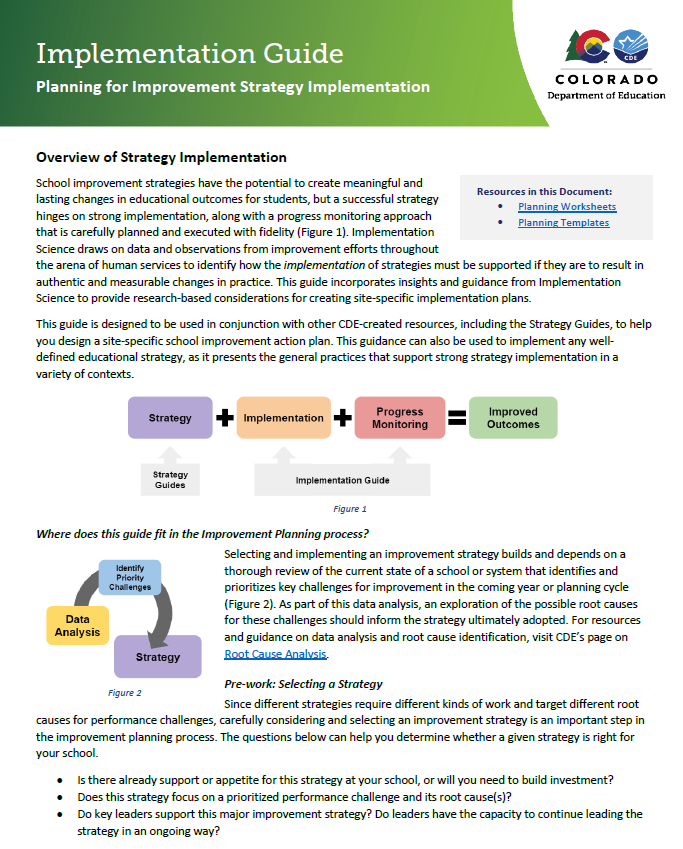 Implementation Guide
Planning for Improvement Strategy Implementation
CDE
COLORADO
Department of Education
Overview of Strategy Implementation
School improvement strategies have the potential to create meaningful and
lasting changes in educational outcomes for students, but a successful strategy
hinges on strong implementation, along with a progress monitoring approach
that is carefully planned and executed with fidelity (Figure 1). Implementation
Science draws on data and observations from improvement efforts throughout
the arena of human services to identify how the implementation of strategies must be supported if they are to result in
authentic and measurable changes in practice. This guide incorporates insights and guidance from Implementation
Science to provide research-based considerations for creating site-specific implementation plans.
Resources in this Document:
• Planning Worksheets
• Planning Templates
This guide is designed to be used in conjunction with other CDE-created resources, including the Strategy Guides, to help
you design a site-specific school improvement action plan. This guidance can also be used to implement any well-
defined educational strategy, as it presents the general practices that support strong strategy implementation in a
variety of contexts.
Strategy + Implementation + Progress Monitoring = Improved Outcomes
Strategy
Guides
Implementation Guide
Figure 1
Where does this guide fit in the Improvement Planning process?
Identify
Priority
Challenges
Data
Analysis
Strategy
Figure 2
Selecting and implementing an improvement strategy builds and depends on a
thorough review of the current state of a school or system that identifies and
prioritizes key challenges for improvement in the coming year or planning cycle
(Figure 2). As part of this data analysis, an exploration of the possible root causes
for these challenges should inform the strategy ultimately adopted. For resources
and guidance on data analysis and root cause identification, visit CDE's page on
Root Cause Analysis.
Pre-work: Selecting a Strategy
Since different strategies require different kinds of work and target different root
causes for performance challenges, carefully considering and selecting an improvement strategy is an important step in
the improvement planning process. The questions below can help you determine whether a given strategy is right for
your school.
• Is there already support or appetite for this strategy at your school, or will you need to build investment?
• Does this strategy focus on a prioritized performance challenge and its root cause(s)?
• Do key leaders support this major improvement strategy? Do leaders have the capacity to continue leading the
strategy in an ongoing way?